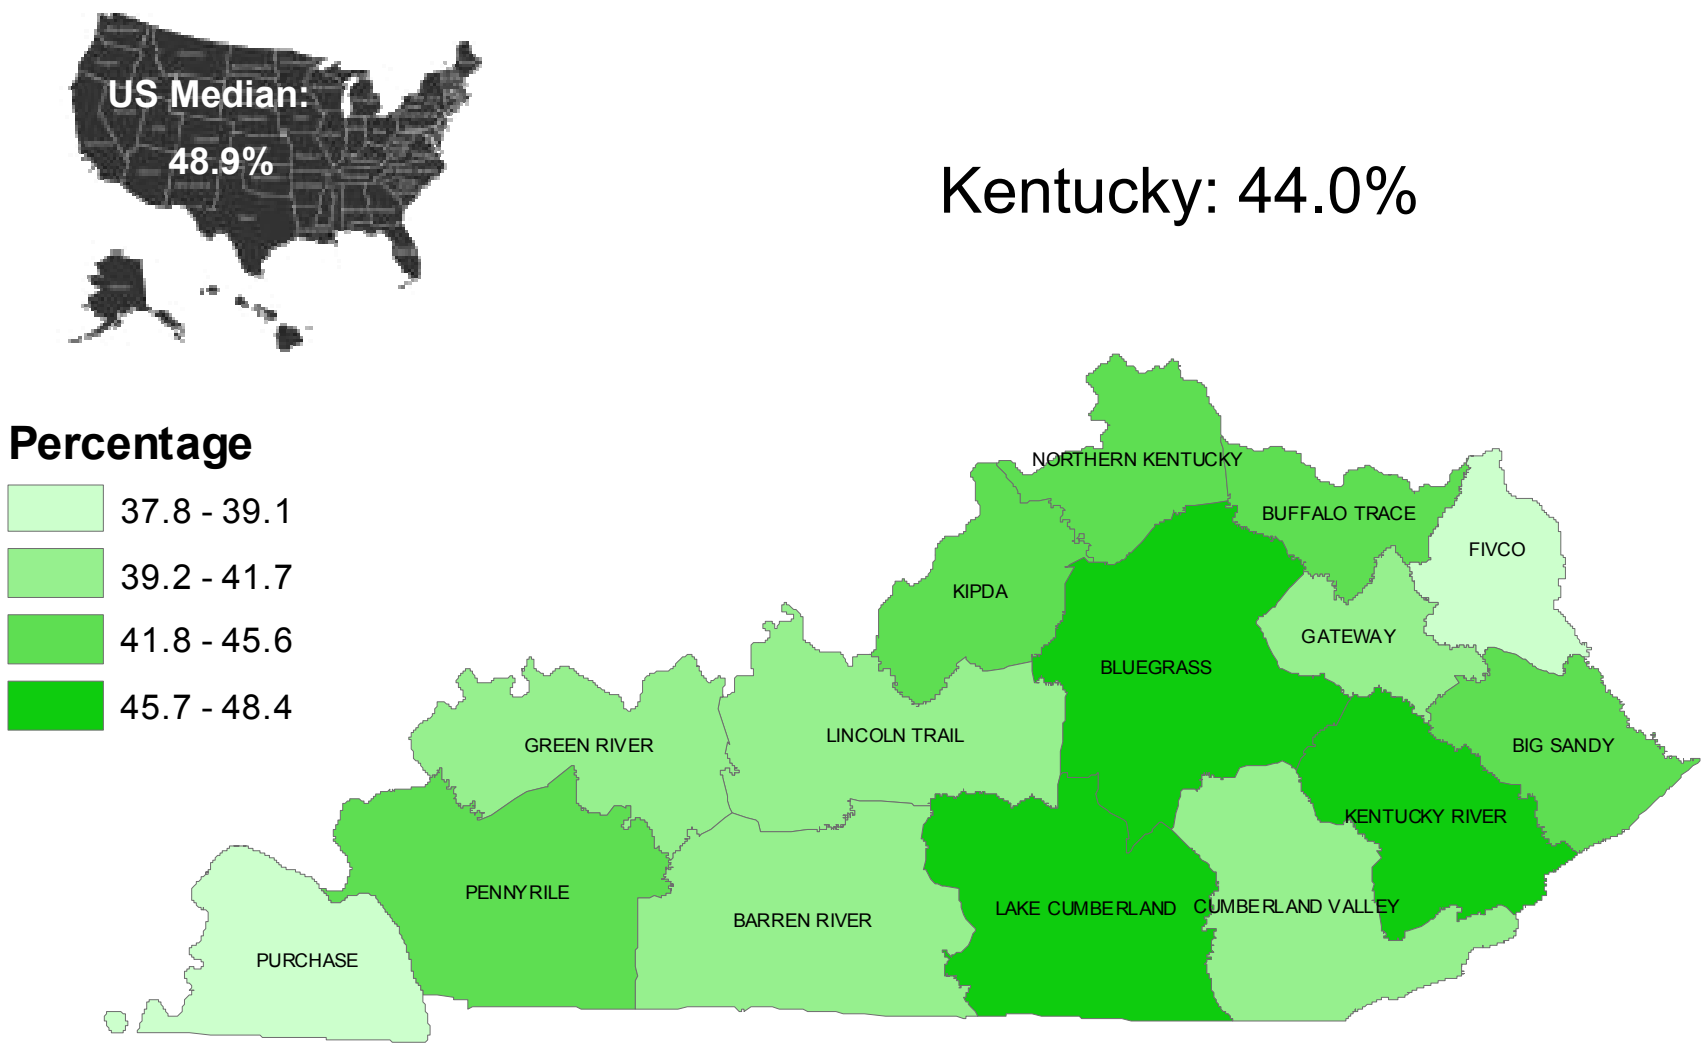 US Median:
48.9%
Kentucky: 44.0%
Percentage
37.8 - 39.1
39.2 - 41.7
41.8 - 45.6
45.7 - 48.4
NORTHERN KENTUCKY
BUFFALO TRACE
FIVCO
KIPDA
GATEWAY
BLUEGRASS
LINCOLN TRAIL
GREEN RIVER
BIG SANDY
KENTUCKY RIVER
PENNYRILE
LAKE CUMBERLAND
CUMBERLAND VALLEY
BARREN RIVER
PURCHASE